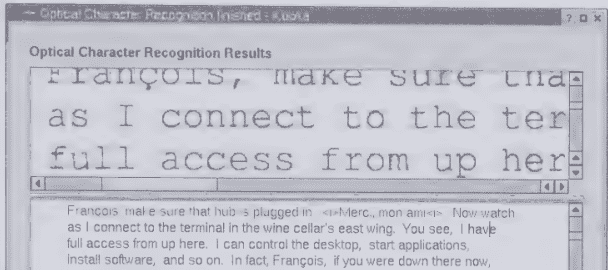 Optical Character Recognition finished - Kooka
Optical Character Recognition Results
François, make sure tha
as I connect to the ter
full access from up her
Francois make sure that hub is plugged in <i>Merc., mon ami<i> Now watch
as I connect to the terminal in the wine cellar's east wing. You see, I have
full access from up here. I can control the desktop, start applications,
install software, and so on. In fact, François, if you were down there now,